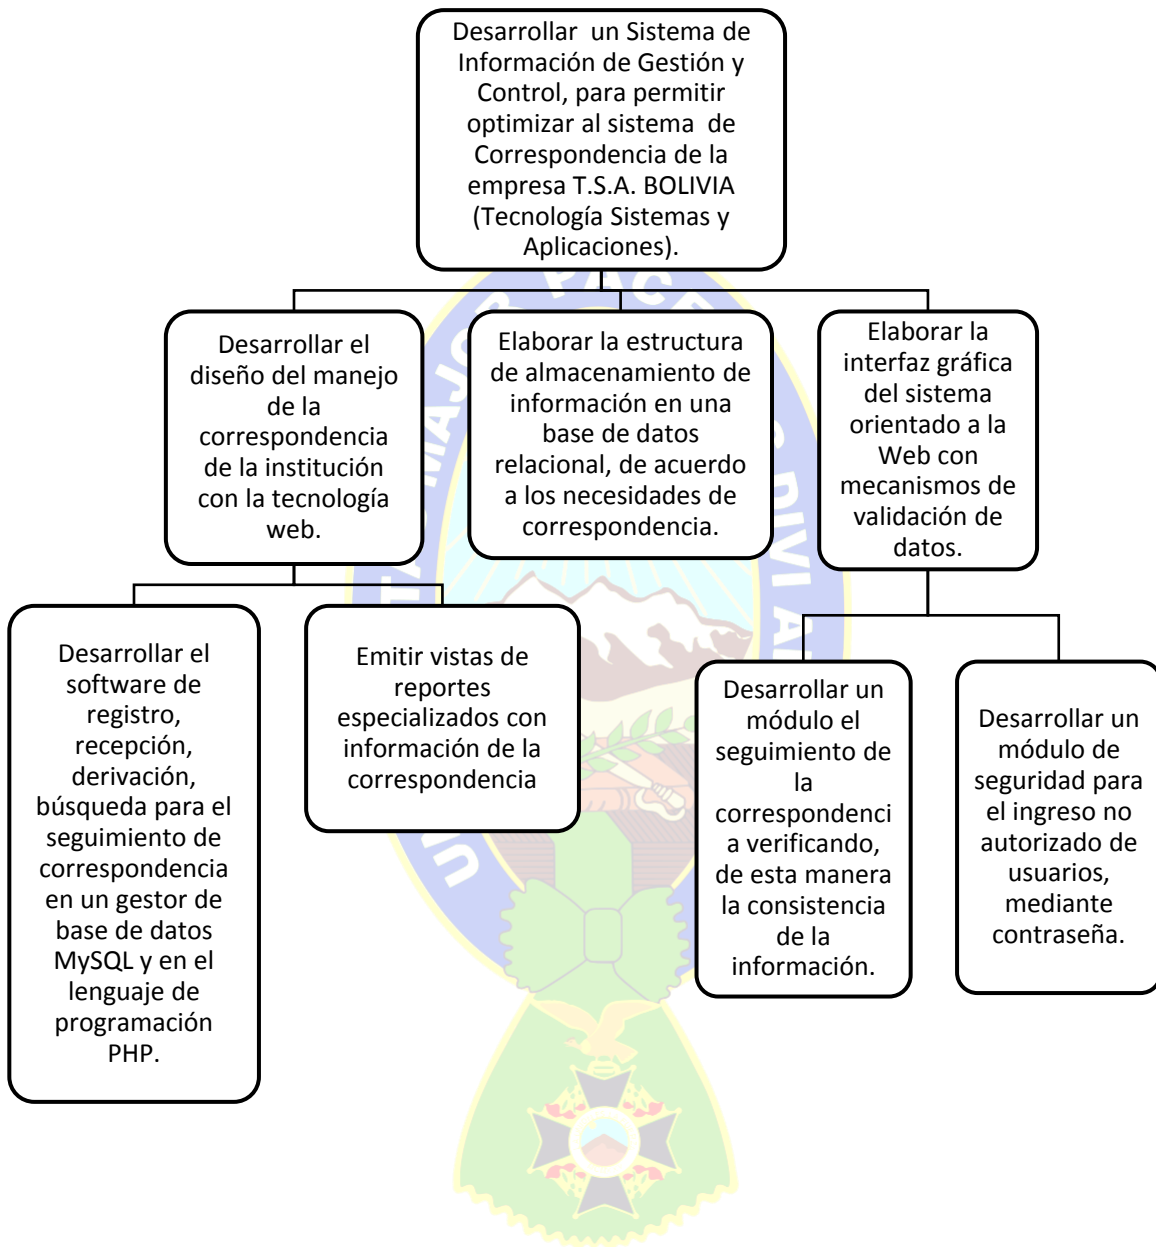 Desarrollar un Sistema de
Información de Gestión y
Control, para permitir
optimizar al sistema de
Correspondencia de la
empresa T.S.A. BOLIVIA
(Tecnología Sistemas y
Aplicaciones).
Desarrollar el
diseño del manejo
de la
correspondencia
de la institución
con la tecnología
web.
Elaborar la estructura
de almacenamiento de
información en una
base de datos
relacional, de acuerdo
a los necesidades de
correspondencia.
Elaborar la
interfaz gráfica
del sistema
orientado a la
Web con
mecanismos de
validación de
datos.
Desarrollar el
software de
registro,
recepción,
derivación,
búsqueda para el
seguimiento de
correspondencia
en un gestor de
base de datos
MySQL y en el
lenguaje de
programación
PHP.
Emitir vistas de
reportes
especializados con
información de la
correspondencia
Desarrollar un
módulo el
seguimiento de
la
correspondenci
a verificando,
de esta manera
la consistencia
de la
información.
Desarrollar un
módulo de
seguridad para
el ingreso no
autorizado de
usuarios,
mediante
contraseña.
MAJOR
DIVI